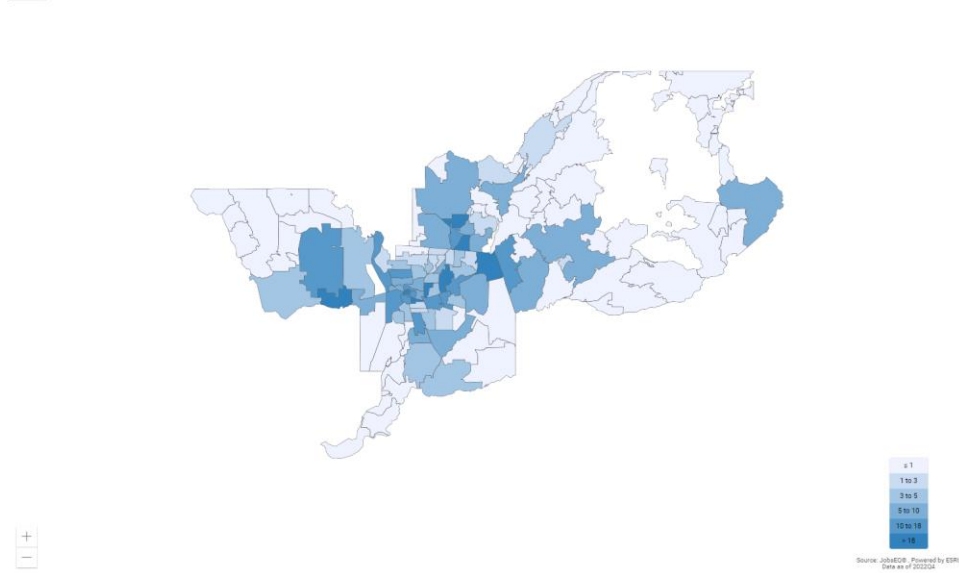 ≤ 1
1 to 3
3 to 5
5 to 10
10 to 18
> 18
+
−
Source: JobsEQ®, Powered by ESRI
Data as of 2022Q4